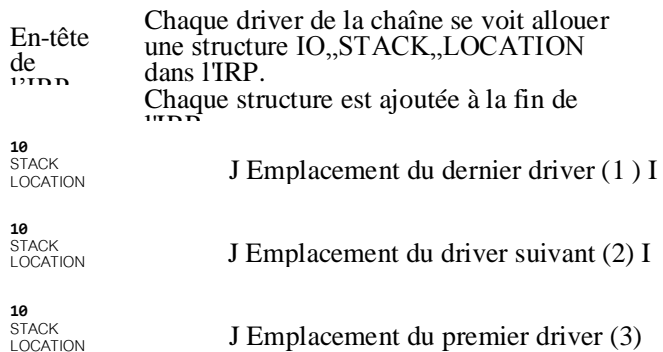 En-tête
de
l'IRP
Chaque driver de la chaîne se voit allouer
une structure IO„STACK„LOCATION
dans l'IRP.
Chaque structure est ajoutée à la fin de
l'IRP
10
STACK
LOCATION
J Emplacement du dernier driver (1 ) I
10
STACK
LOCATION
J Emplacement du driver suivant (2) I
10
STACK
LOCATION
J Emplacement du premier driver (3)